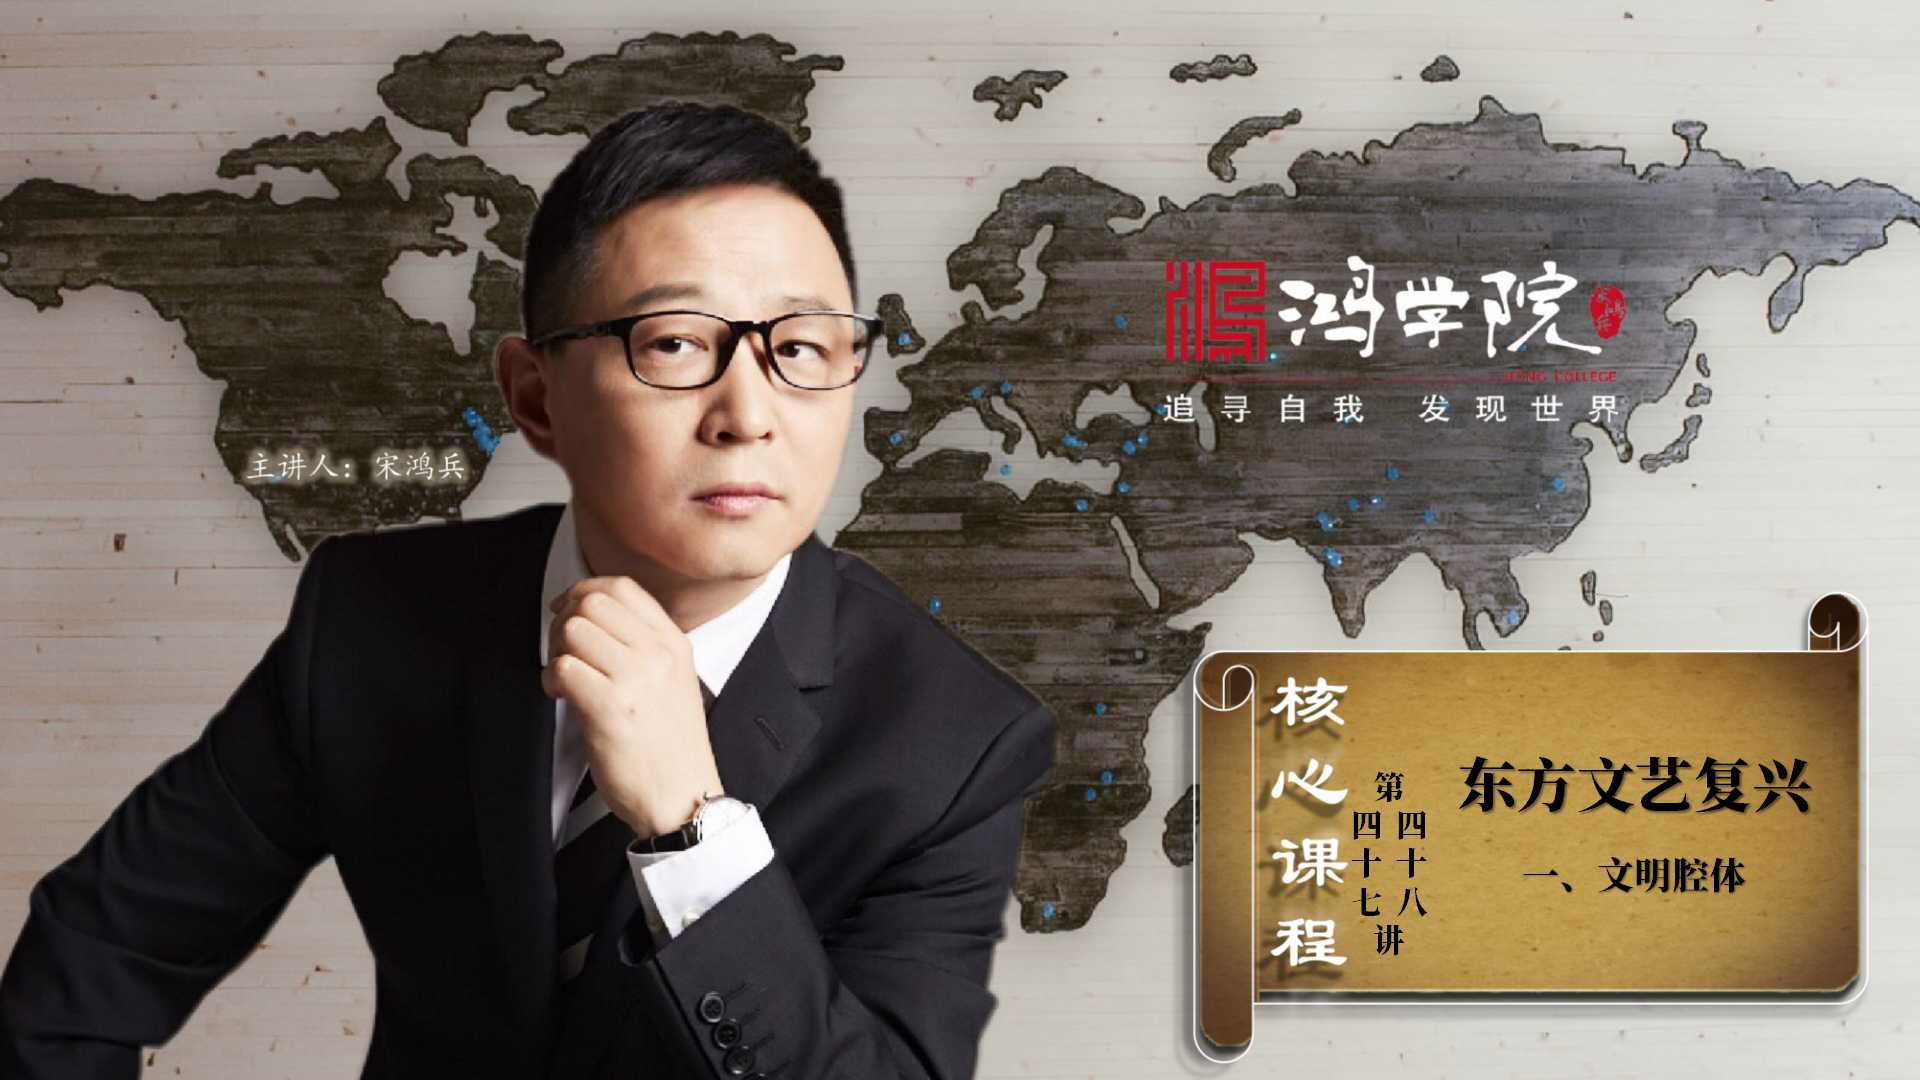 鸿学院
HONG COLLEGE
追寻自我 发现世界
主讲人：宋鸿兵
核心课程
第四十七
四十八讲
东方文艺复兴
一、文明腔体